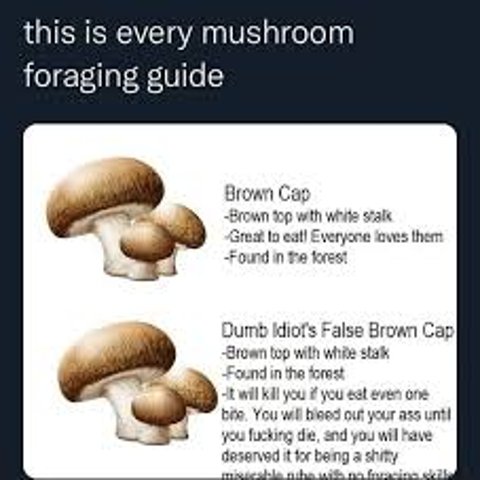 this is every mushroom
foraging guide
Brown Cap
-Brown top with white stalk
-Great to eat! Everyone loves them
-Found in the forest
Dumb Idiot's False Brown Cap
-Brown top with white stalk
-Found in the forest
-It will kill you if you eat even one
bite. You will bleed out your ass until
you fucking die, and you will have
deserved it for being a shitty
miserable rube with no foraging skills